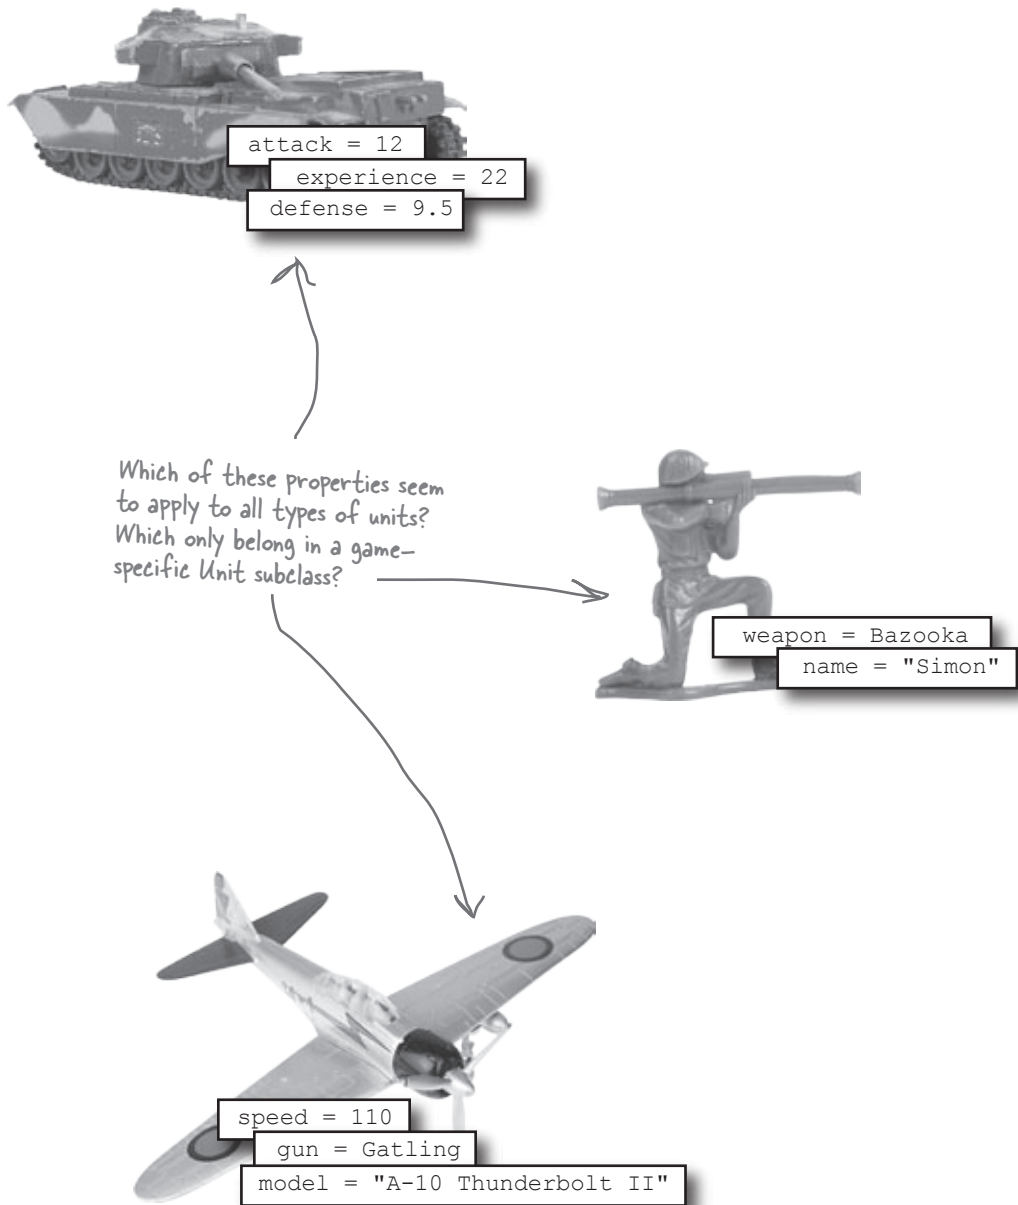 attack = 12
experience = 22
defense = 9.5
Which of these properties seem
to apply to all types of units?
Which only belong in a game-
specific Unit subclass?
weapon = Bazooka
name = "Simon"
speed = 110
gun = Gatling
model = "A-10 Thunderbolt II"